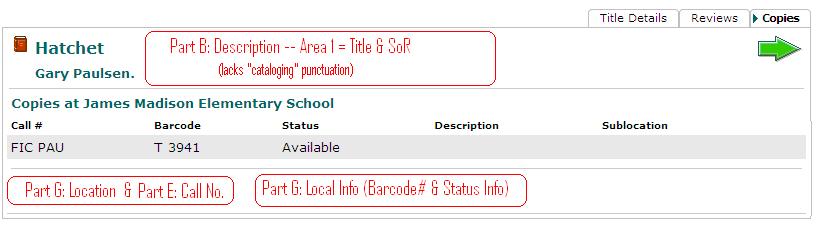 Title Details Reviews Copies
Hatchet
Gary Paulsen.
Part B: Description -- Area 1 = Title & SoR
(lacks "cataloging" punctuation)
Copies at James Madison Elementary School
Call # Barcode Status Description Sublocation
FIC PAU T 3941 Available
Part G: Location & Part E: Call No.
Part G: Local Info (Barcode# & Status Info)